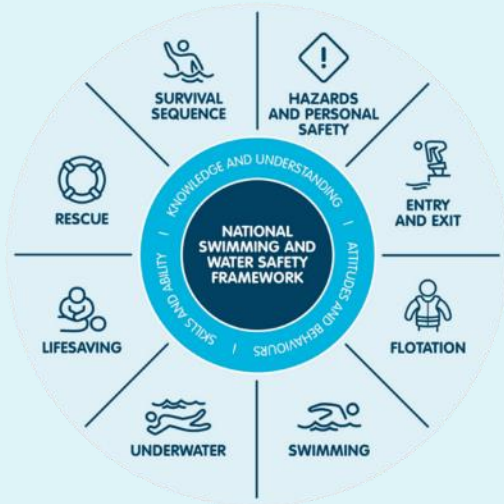 SURVIVAL
SEQUENCE
HAZARDS
AND PERSONAL
SAFETY
ENTRY
AND EXIT
FLOTATION
SWIMMING
UNDERWATER
LIFESAVING
RESCUE
KNOWLEDGE AND UNDERSTANDING
ATTITUDES AND BEHAVIOURS
SKILLS AND ABILITY
NATIONAL
SWIMMING AND
WATER SAFETY
FRAMEWORK